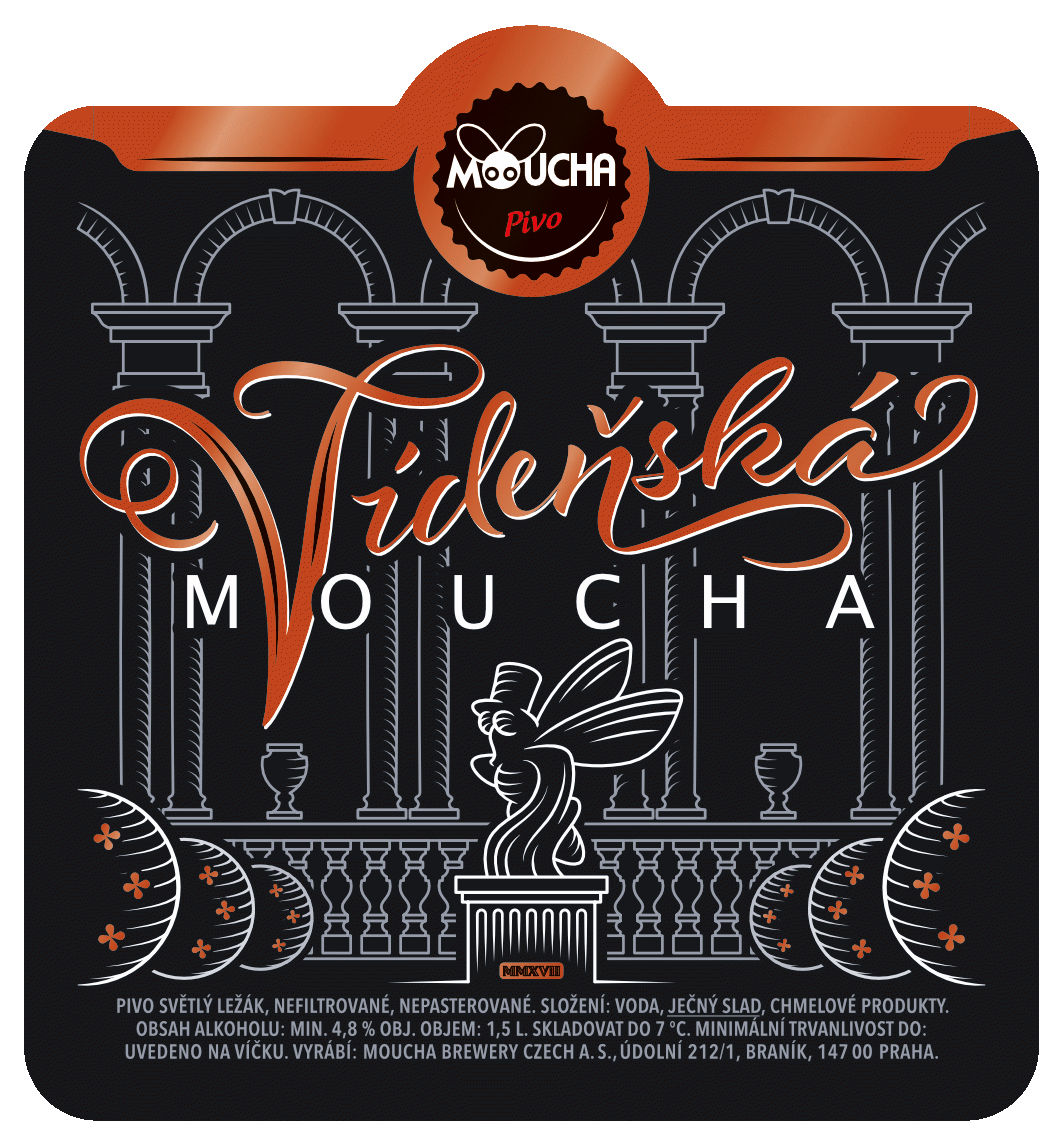 MOUCHA
Pivo
Vídeňská
MOUCHA
MMXVII
PIVO SVĚTLÝ LEŽÁK, NEFILTROVANÉ, NEPASTEROVANÉ. SLOŽENÍ: VODA, JEČNÝ SLAD, CHMELOVÉ PRODUKTY.
OBSAH ALKOHOLU: MIN. 4,8 % OBJ. OBJEM: 1,5 L. SKLADOVAT DO 7 °C. MINIMÁLNÍ TRVANLIVOST DO:
UVEDENO NA VÍČKU. VYRÁBÍ: MOUCHA BREWERY CZECH A. S., ÚDOLNÍ 212/1, BRANÍK, 147 00 PRAHA.